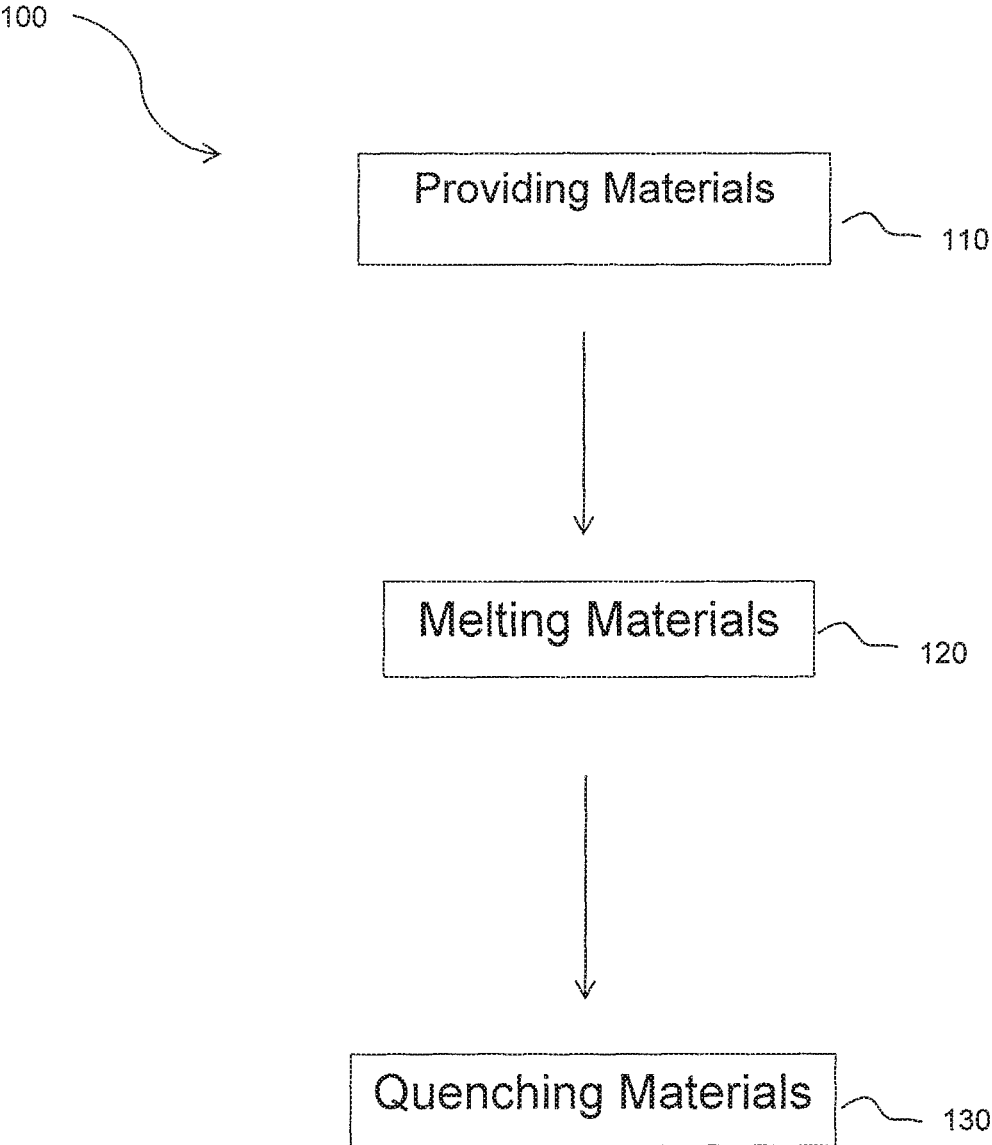 100
Providing Materials
110
Melting Materials
120
Quenching Materials
130